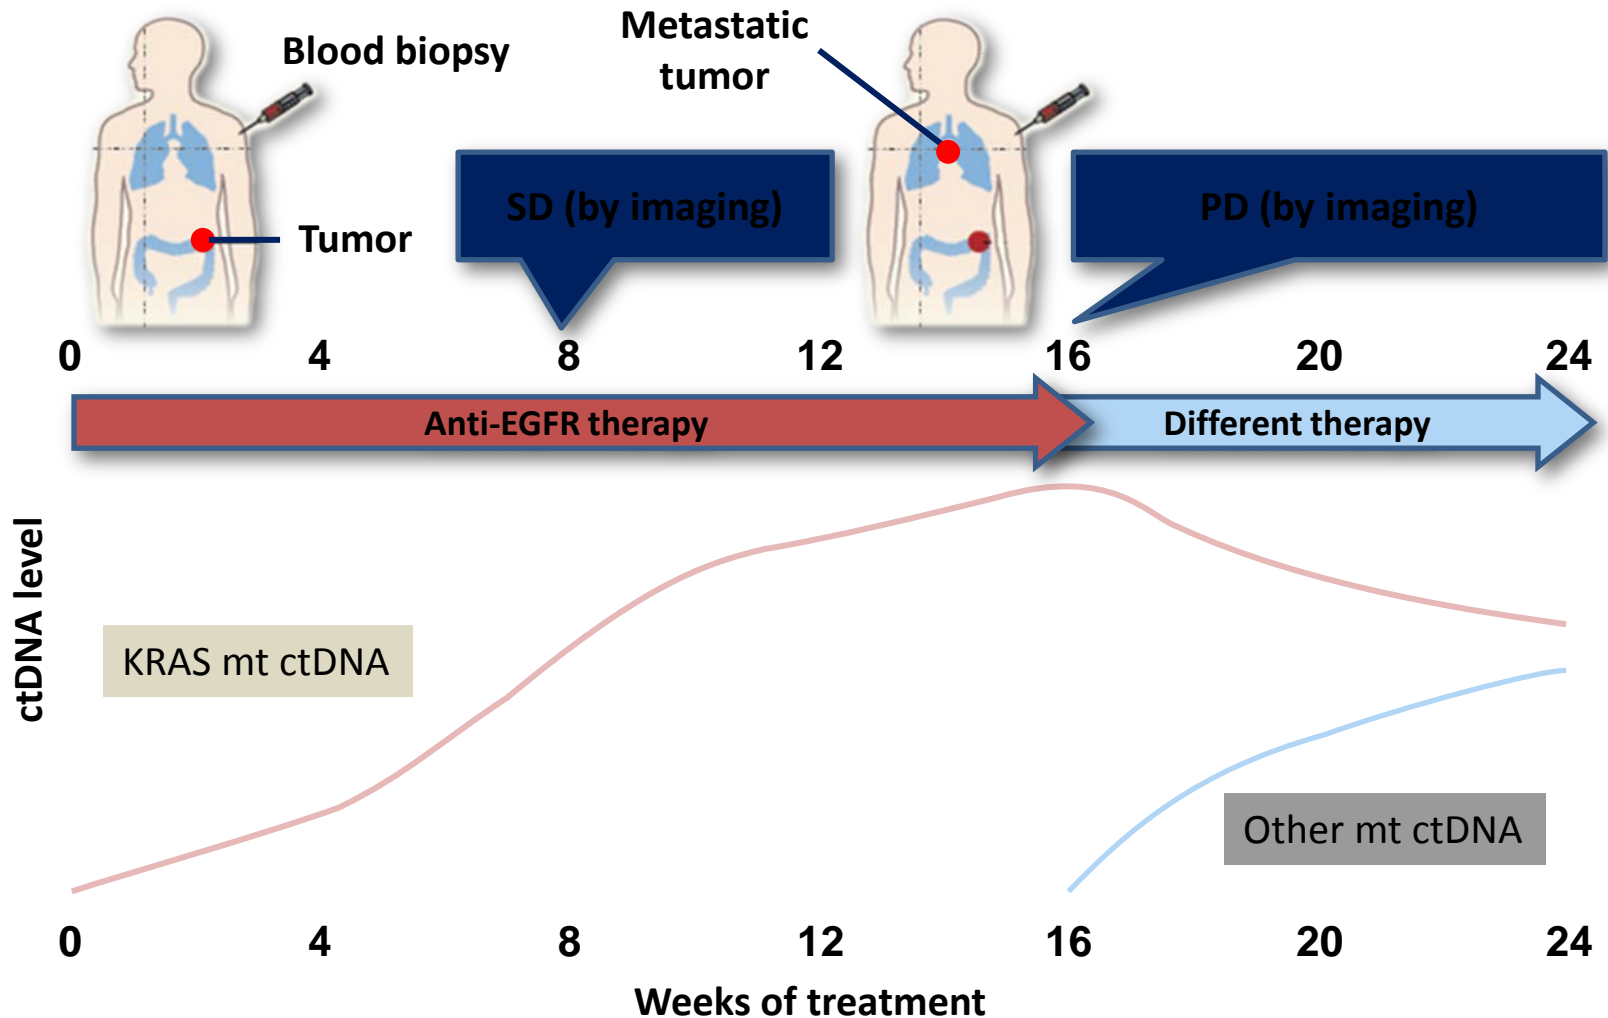 Blood biopsy
Metastatic
tumor
SD (by imaging)
PD (by imaging)
Tumor
0 4 8 12 16 20 24
Anti-EGFR therapy
Different therapy
ctDNA level
KRAS mt ctDNA
Other mt ctDNA
0 4 8 12 16 20 24
Weeks of treatment